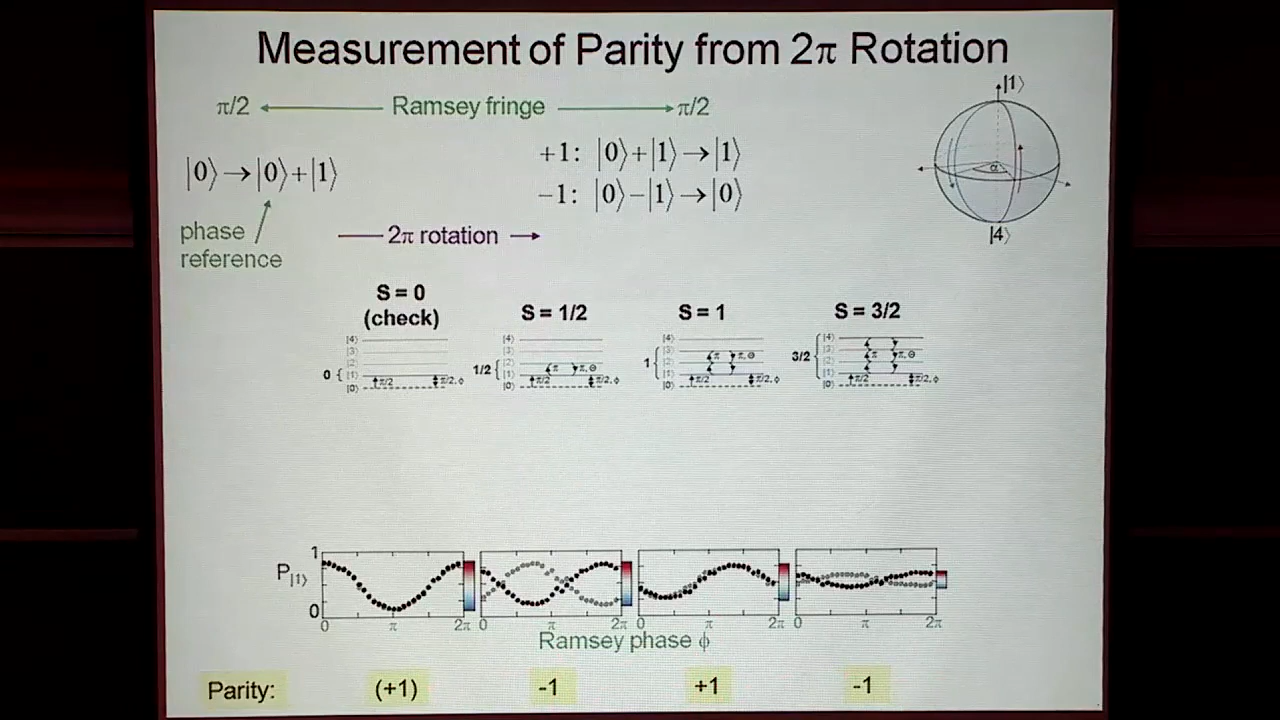 Measurement of Parity from 2π Rotation
π/2 Ramsey fringe π/2
|0⟩→|0⟩+|1⟩
+1: |0⟩+|1⟩→|1⟩
−1: |0⟩−|1⟩→|0⟩
phase
reference
2π rotation
|1⟩
α
|4⟩
S = 0
(check)
S = 1/2
S = 1
S = 3/2
|4⟩
|3⟩
|2⟩
|1⟩
|0⟩
0 {
π/2
π/2, ϕ
|4⟩
|3⟩
|2⟩
|1⟩
|0⟩
1/2 {
π
π, Θ
π/2
π/2, ϕ
|4⟩
|3⟩
|2⟩
|1⟩
|0⟩
1 {
π
π, Θ
π/2
π/2, ϕ
|4⟩
|3⟩
|2⟩
|1⟩
|0⟩
3/2 {
π
π, Θ
π/2
π/2, ϕ
1
P|1⟩
0
0 π 2π 0 π 2π 0 π 2π 0 π 2π
Ramsey phase ϕ
Parity: (+1) -1 +1 -1